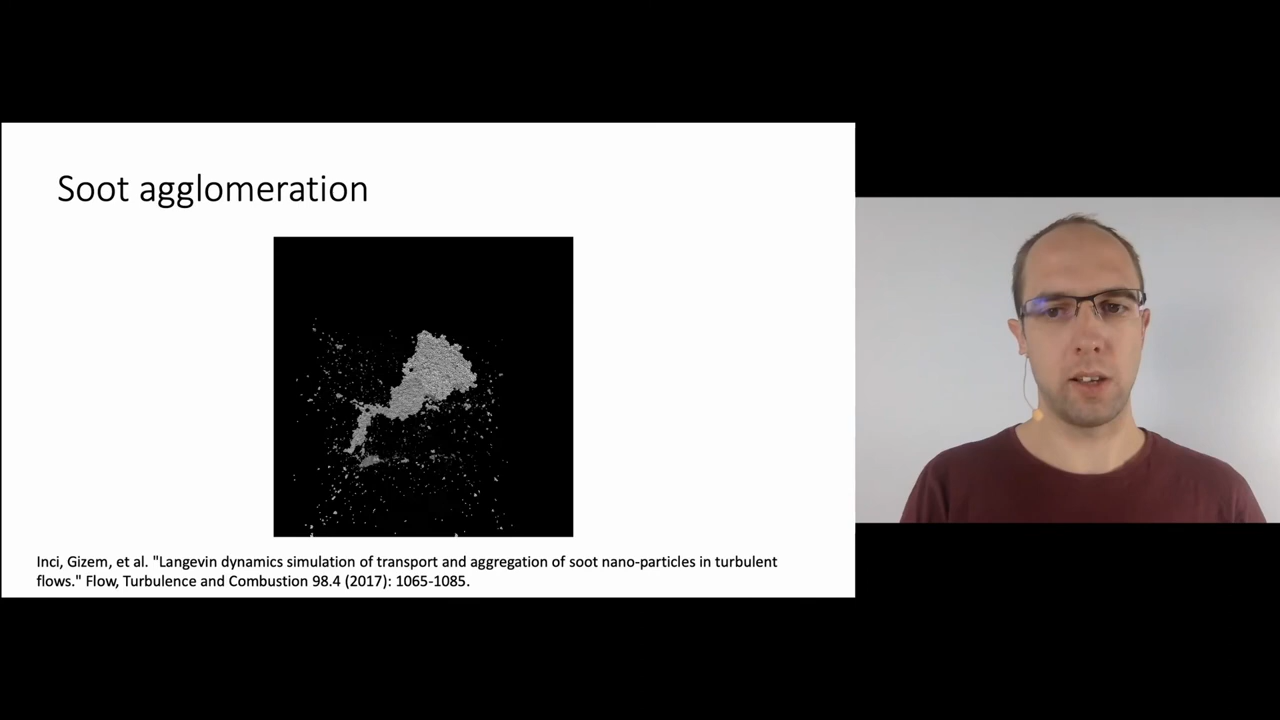 Soot agglomeration
Inci, Gizem, et al. "Langevin dynamics simulation of transport and aggregation of soot nano-particles in turbulent
flows." Flow, Turbulence and Combustion 98.4 (2017): 1065-1085.